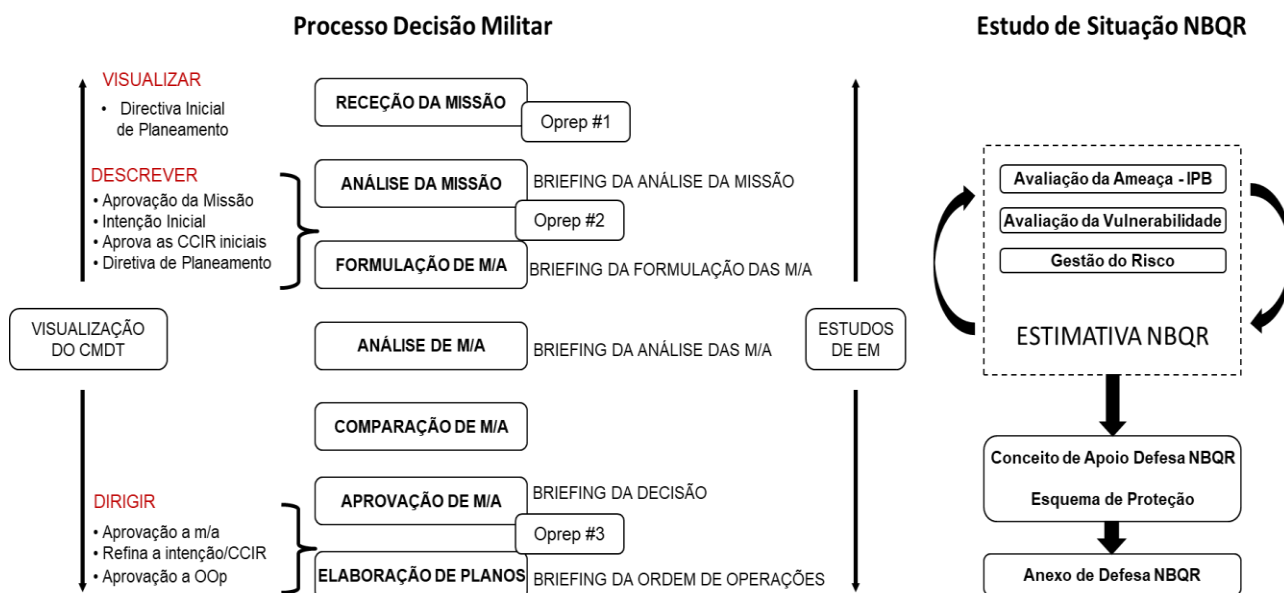 Processo Decisão Militar
Estudo de Situação NBQR
VISUALIZAR
• Directiva Inicial
de Planeamento
RECEÇÃO DA MISSÃO
Oprep #1
DESCREVER
• Aprovação da Missão
• Intenção Inicial
• Aprova as CCIR iniciais
• Diretiva de Planeamento
ANÁLISE DA MISSÃO
BRIEFING DA ANÁLISE DA MISSÃO
Oprep #2
FORMULAÇÃO DE M/A
BRIEFING DA FORMULAÇÃO DAS M/A
VISUALIZAÇÃO
DO CMDT
ANÁLISE DE M/A
BRIEFING DA ANÁLISE DAS M/A
ESTUDOS
DE EM
COMPARAÇÃO DE M/A
DIRIGIR
• Aprovação a m/a
• Refina a intenção/CCIR
• Aprovação a OOp
APROVAÇÃO DE M/A
BRIEFING DA DECISÃO
Oprep #3
ELABORAÇÃO DE PLANOS
BRIEFING DA ORDEM DE OPERAÇÕES
Avaliação da Ameaça - IPB
Avaliação da Vulnerabilidade
Gestão do Risco
ESTIMATIVA NBQR
Conceito de Apoio Defesa NBQR
Esquema de Proteção
Anexo de Defesa NBQR